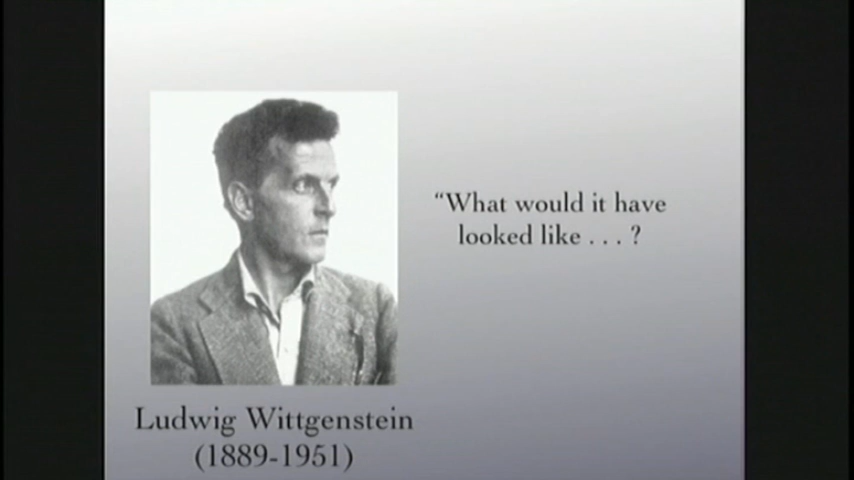 “What would it have
looked like . . . ?
Ludwig Wittgenstein
(1889-1951)